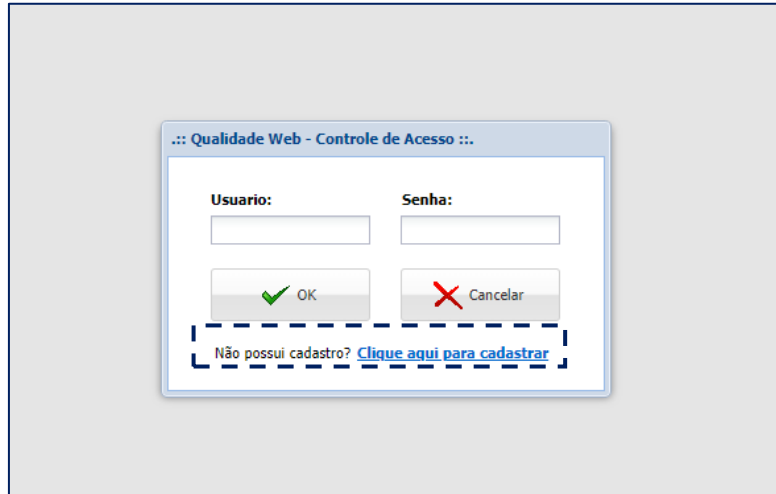 .:: Qualidade Web - Controle de Acesso ::.
Usuario: Senha:
OK Cancelar
Não possui cadastro? Clique aqui para cadastrar